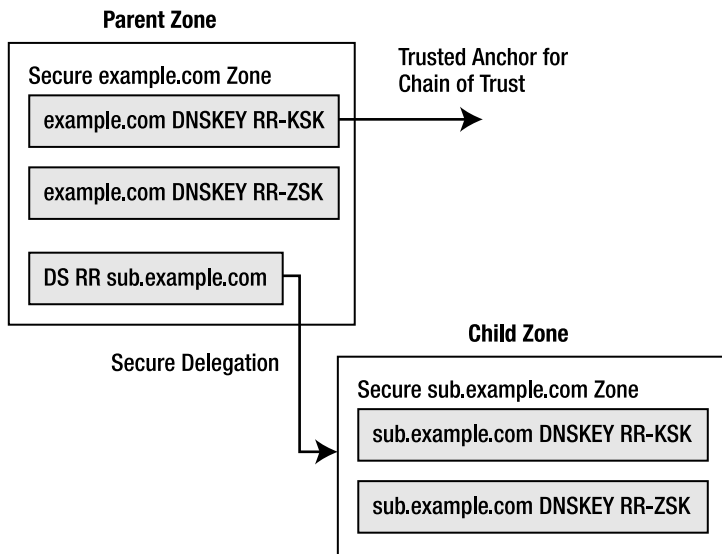 Parent Zone
Secure example.com Zone
example.com DNSKEY RR-KSK
Trusted Anchor for
Chain of Trust
example.com DNSKEY RR-ZSK
DS RR sub.example.com
Secure Delegation
Child Zone
Secure sub.example.com Zone
sub.example.com DNSKEY RR-KSK
sub.example.com DNSKEY RR-ZSK